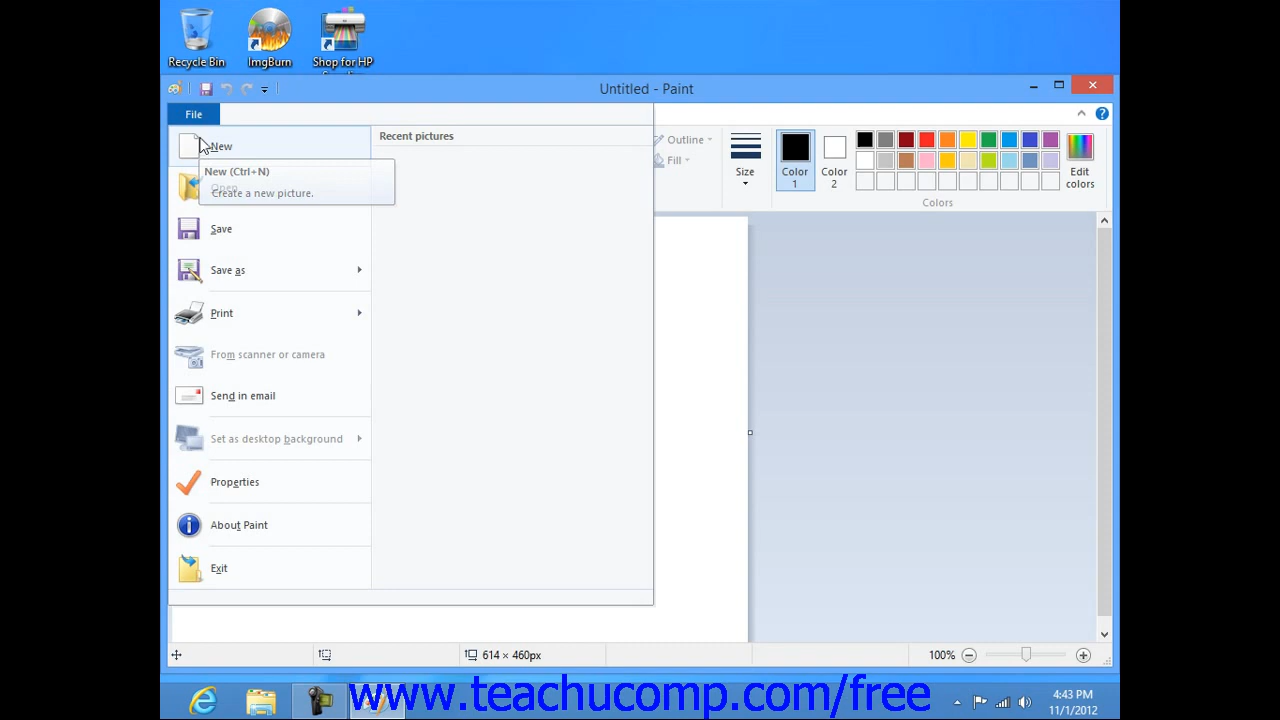 Recycle Bin
ImgBurn
Shop for HP
Untitled - Paint
File
New
Recent pictures
New (Ctrl+N)
Open
Create a new picture.
Save
Save as
Print
From scanner or camera
Send in email
Set as desktop background
Properties
About Paint
Exit
Outline
Fill
Size
Color
1
Color
2
Edit
colors
Colors
614 × 460px
100%
www.teachucomp.com/free
4:43 PM
11/1/2012